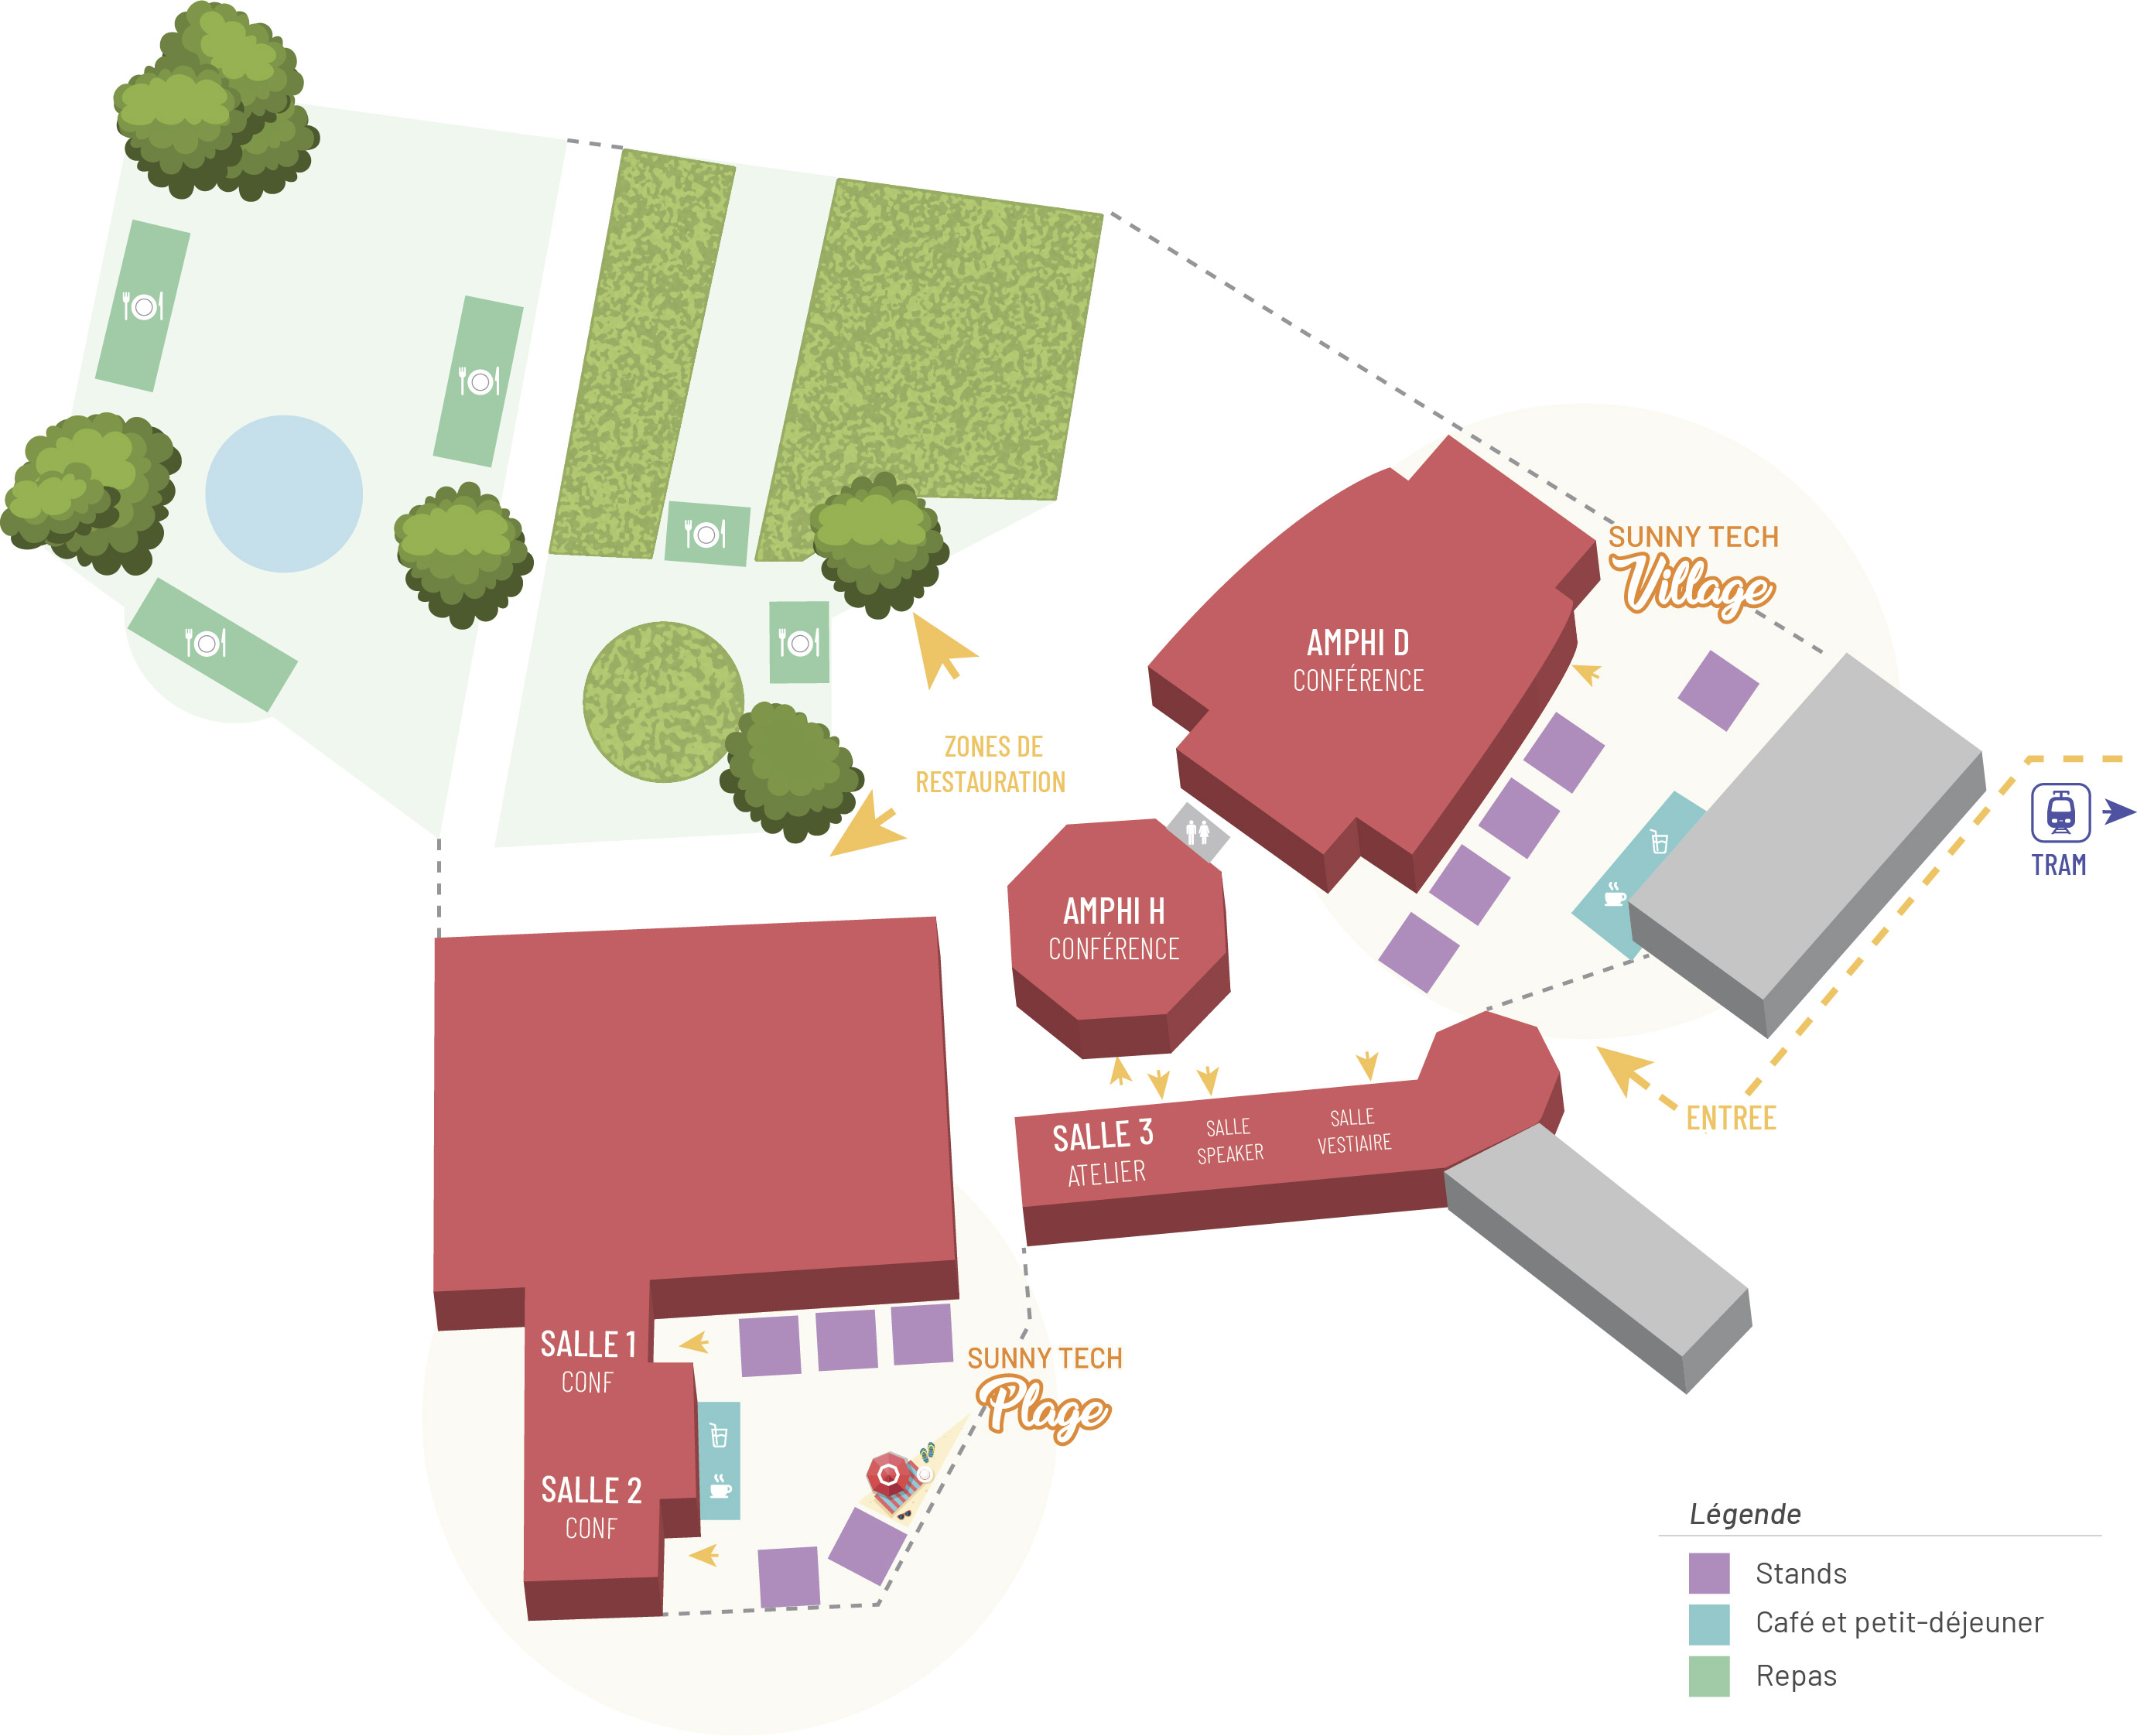 SUNNY TECH
Village
AMPHI D
CONFÉRENCE
ZONES DE
RESTAURATION
TRAM
AMPHI H
CONFÉRENCE
ENTREE
SALLE 3
ATELIER
SALLE
SPEAKER
SALLE
VESTIAIRE
SALLE 1
CONF
SUNNY TECH
Plage
SALLE 2
CONF
Légende
Stands
Café et petit-déjeuner
Repas